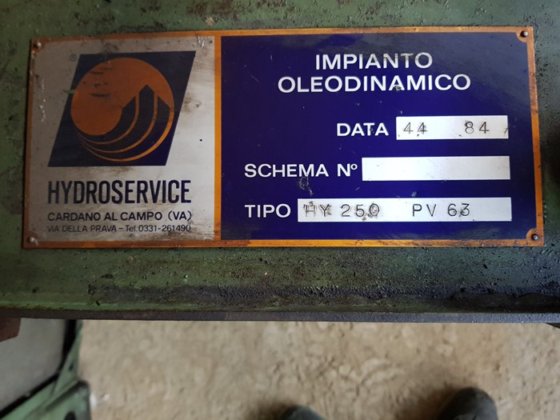 HYDROSERVICE
CARDANO AL CAMPO (VA)
VIA DELLA PRAVA - Tel. 0331-261490
IMPIANTO
OLEODINAMICO
DATA 44 84
SCHEMA N°
TIPO HY 250 PV 63